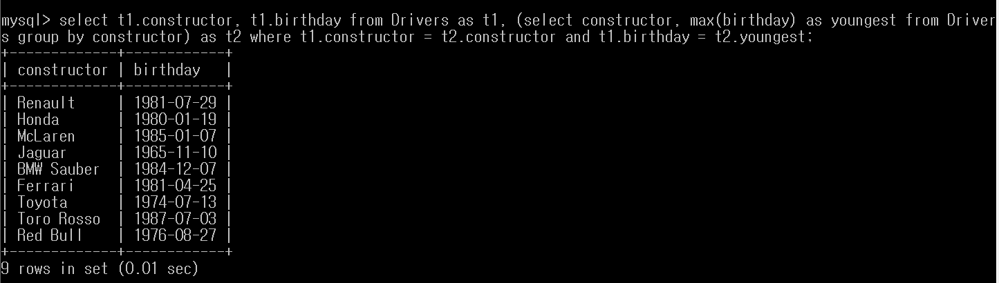 mysql> select t1.constructor, t1.birthday from Drivers as t1, (select constructor, max(birthday) as youngest from Driver
s group by constructor) as t2 where t1.constructor = t2.constructor and t1.birthday = t2.youngest;
+-------------+------------+
| constructor | birthday   |
+-------------+------------+
| Renault     | 1981-07-29 |
| Honda       | 1980-01-19 |
| McLaren     | 1985-01-07 |
| Jaguar      | 1965-11-10 |
| BMW Sauber  | 1984-12-07 |
| Ferrari     | 1981-04-25 |
| Toyota      | 1974-07-13 |
| Toro Rosso  | 1987-07-03 |
| Red Bull    | 1976-08-27 |
+-------------+------------+
9 rows in set (0.01 sec)